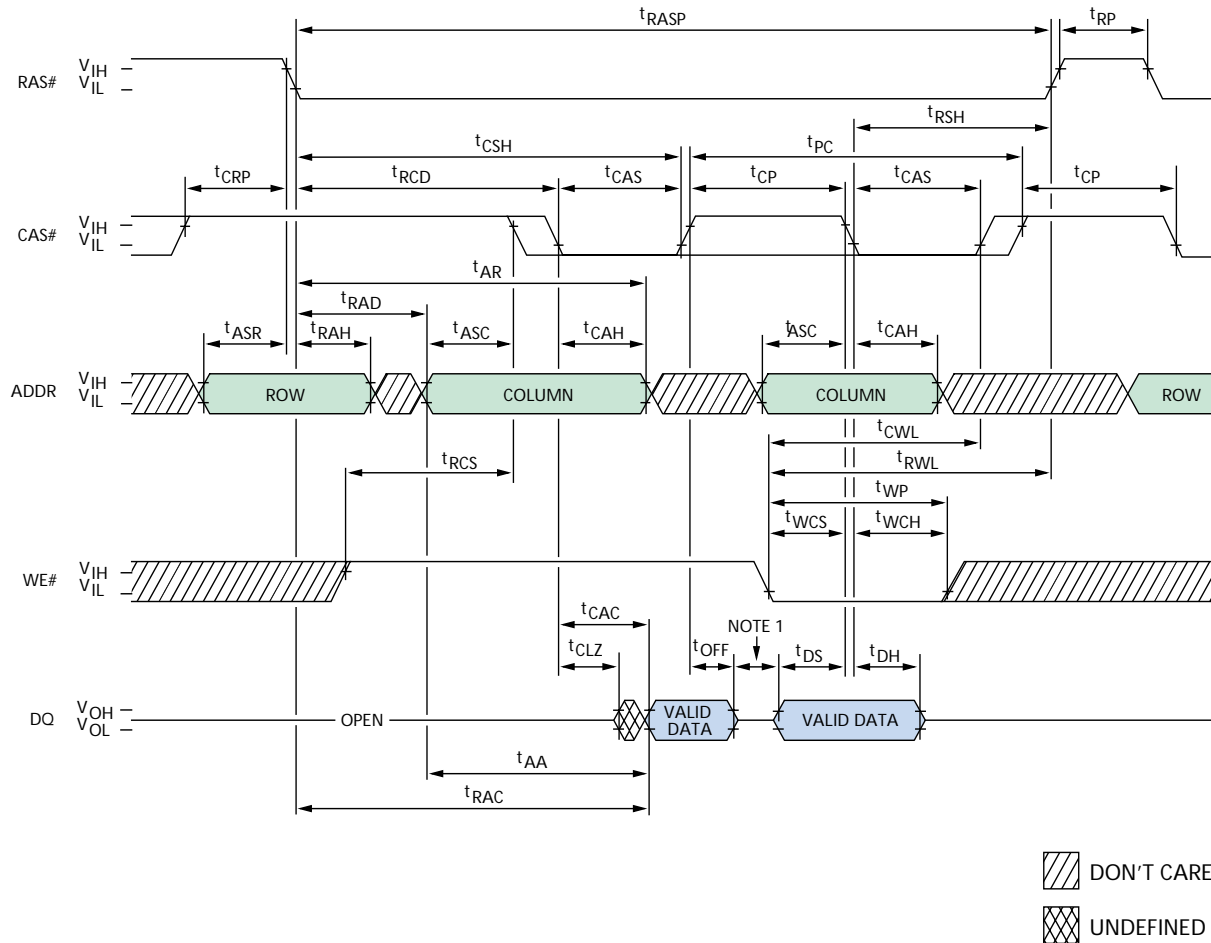 tRASP tRP
RAS# VIH
VIL
tRSH
tCSH tPC
tCRP tRCD tCAS tCP tCAS tCP
CAS# VIH
VIL
tAR
tRAD
tASR tRAH tASC tCAH tASC tCAH
ADDR VIH
VIL
ROW COLUMN COLUMN ROW
tCWL
tRCS tRWL
tWP
tWCS tWCH
WE# VIH
VIL
tCAC NOTE 1
tCLZ tOFF tDS tDH
DQ VOH
VOL
OPEN VALID DATA VALID DATA
tAA
tRAC
DON'T CARE
UNDEFINED